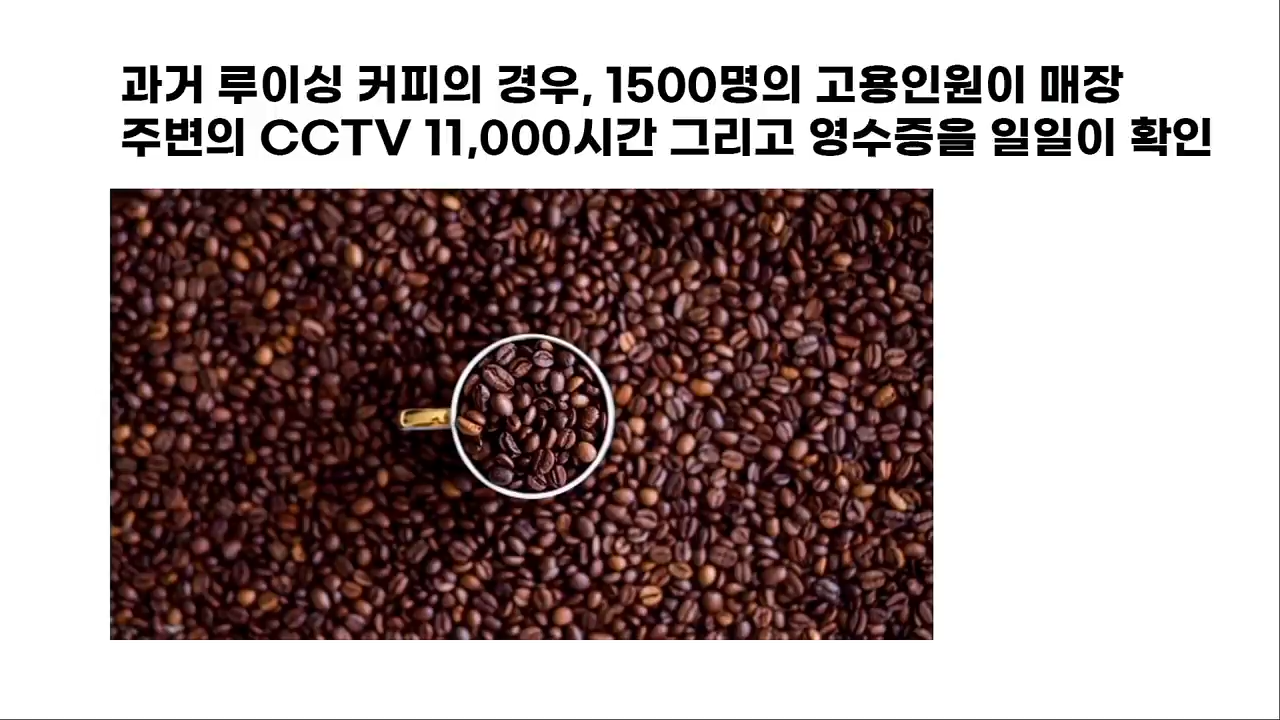 과거 루이싱 커피의 경우, 1500명의 고용인원이 매장
주변의 CCTV 11,000시간 그리고 영수증을 일일이 확인